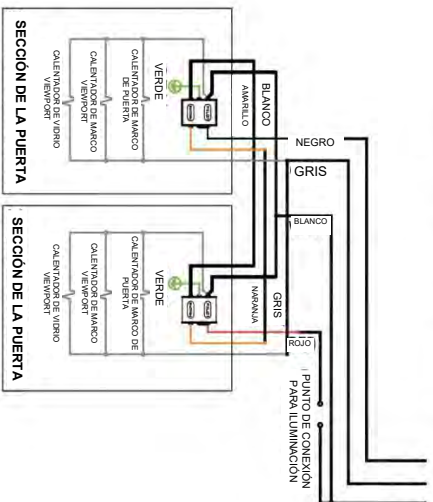 SECCIÓN DE LA PUERTA
CALENTADOR DE VIDRIO
VIEWPORT
CALENTADOR DE MARCO
VIEWPORT
CALENTADOR DE MARCO
DE PUERTA
VERDE
AMARILLO
BLANCO
NEGRO
GRIS
BLANCO
SECCIÓN DE LA PUERTA
CALENTADOR DE VIDRIO
VIEWPORT
CALENTADOR DE MARCO
VIEWPORT
CALENTADOR DE MARCO DE
PUERTA
VERDE
NARANJA
GRIS
ROJO
PUNTO DE CONEXIÓN
PARA ILUMINACIÓN